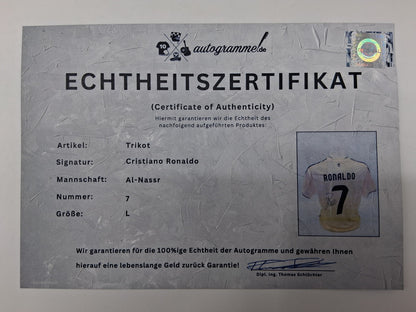 10
autogramme.de
ECHTHEITSZERTIFIKAT
(Certificate of Authenticity)
Hiermit garantieren wir die Echtheit des
nachfolgend aufgeführten Produktes:
Artikel: Trikot
Signatur: Cristiano Ronaldo
Mannschaft: Al-Nassr
Nummer: 7
Größe: L
RONALDO
7
Wir garantieren für die 100%ige Echtheit der Autogramme und gewähren Ihnen
hierauf eine lebenslange Geld zurück Garantie!
Dipl. Ing. Thomas Schlüchter